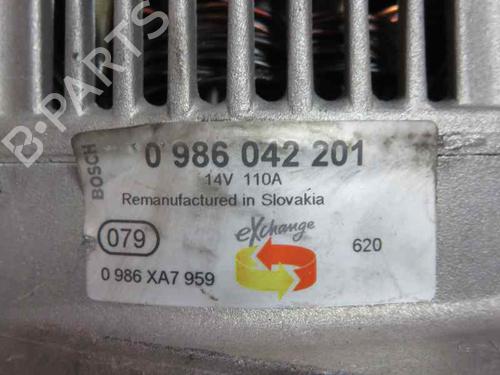 B-PARTS
BOSCH
0 986 042 201
14V 110A
Remanufactured in Slovakia
079
eXchange
620
0 986 XA7 959